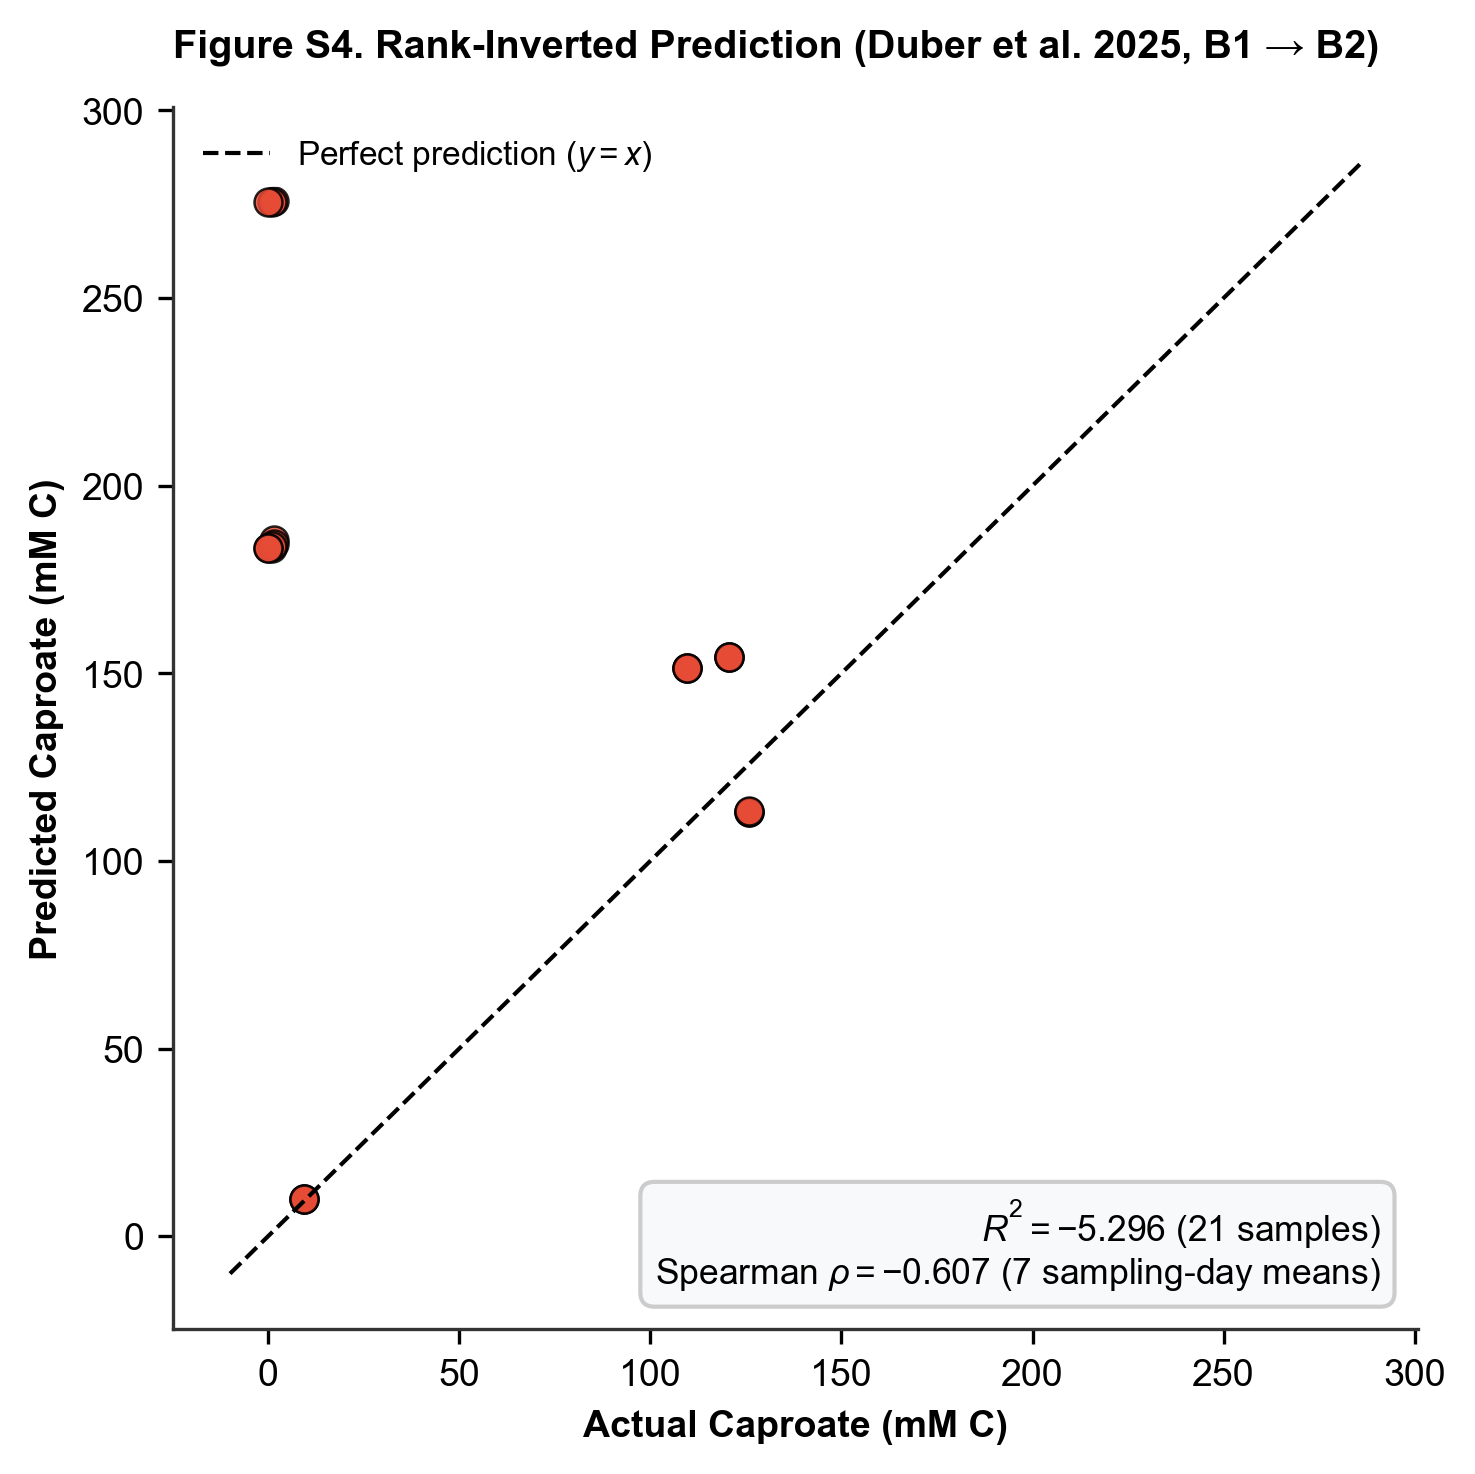 Figure S4. Rank-Inverted Prediction (Duber et al. 2025, B1 → B2)
300
250
200
150
100
50
0
Predicted Caproate (mM C)
Perfect prediction (y = x)
R² = −5.296 (21 samples)
Spearman ρ = −0.607 (7 sampling-day means)
0 50 100 150 200 250 300
Actual Caproate (mM C)